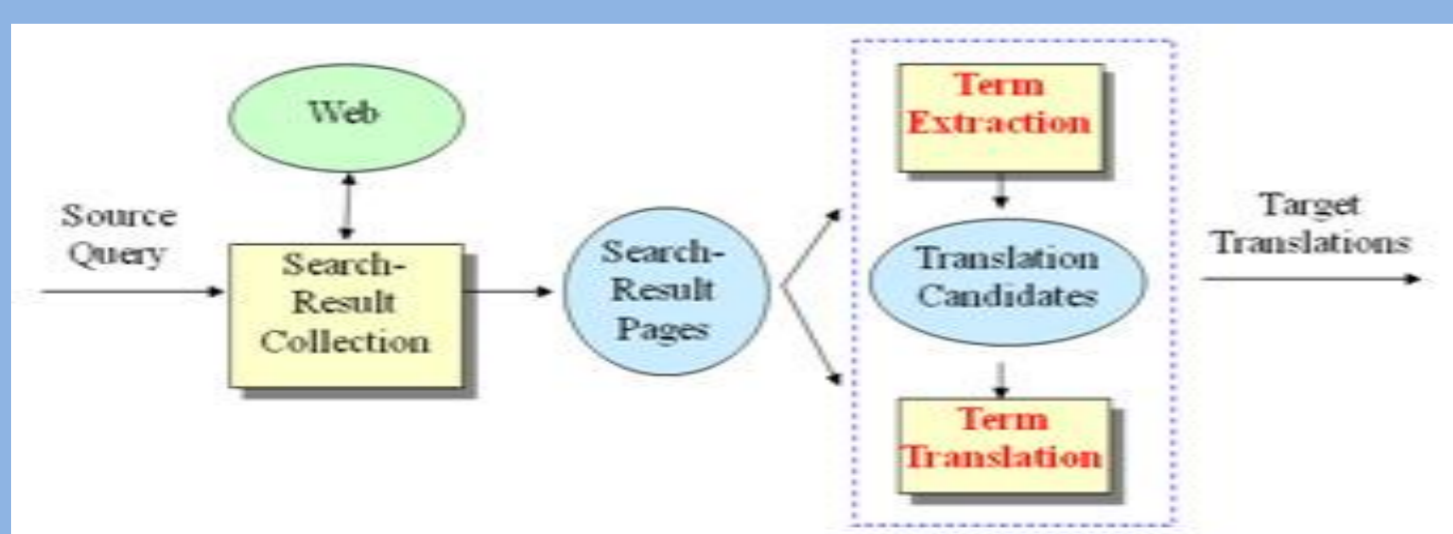 Web
Source
Query
Search-
Result
Collection
Search-
Result
Pages
Term
Extraction
Translation
Candidates
Term
Translation
Target
Translations